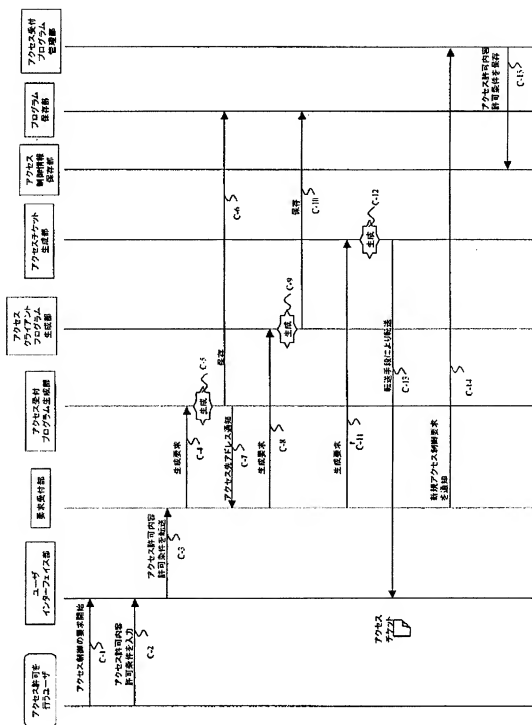 アクセス許可を
行うユーザ
ユーザ
インターフェイス部
要求受付部
アクセス受付
プログラム生成部
アクセス
クライアント
プログラム
生成部
アクセスチケット
生成部
アクセス
制御情報
保存部
プログラム
保存部
アクセス受付
プログラム
管理部
アクセス制御の要求開始
C-1
アクセス許可内容
許可条件を入力
C-2
アクセス許可内容
許可条件を転送
C-3
生成要求
C-4
生成
C-5
保存
C-6
アクセス先アドレス通知
C-7
生成要求
C-8
生成
C-9
保存
C-10
生成要求
C-11
生成
C-12
転送手段により転送
C-13
アクセス
チケット
新規アクセス制御要求
を通知
C-14
アクセス許可内容
許可条件を保存
C-15